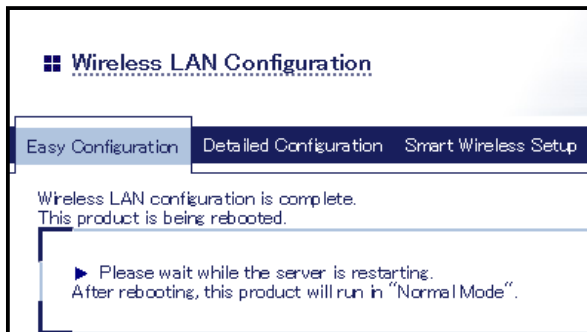 Wireless LAN Configuration
Easy Configuration Detailed Configuration Smart Wireless Setup
Wireless LAN configuration is complete.
This product is being rebooted.
Please wait while the server is restarting.
After rebooting, this product will run in "Normal Mode".